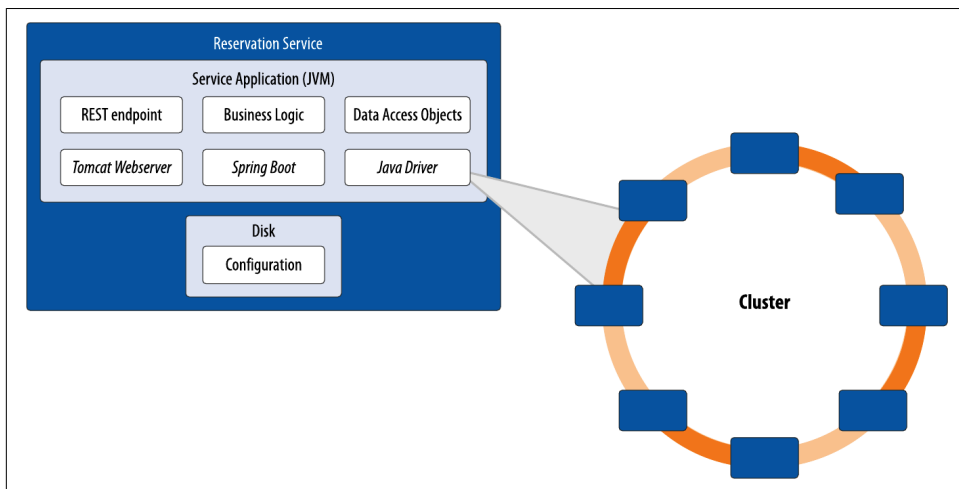 Reservation Service
Service Application (JVM)
REST endpoint
Business Logic
Data Access Objects
Tomcat Webserver
Spring Boot
Java Driver
Disk
Configuration
Cluster